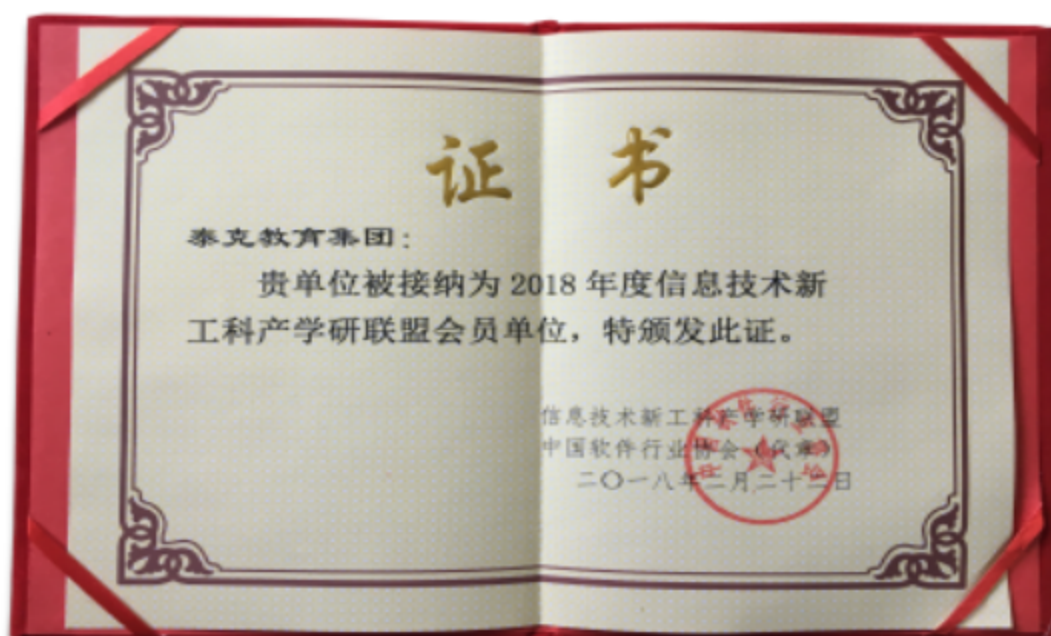 证书
泰克教育集团：
贵单位被接纳为2018年度信息技术新
工科产学研联盟会员单位，特颁发此证。
信息技术新工科产学研联盟
中国软件行业协会（代章）
二〇一八年二月二十二日